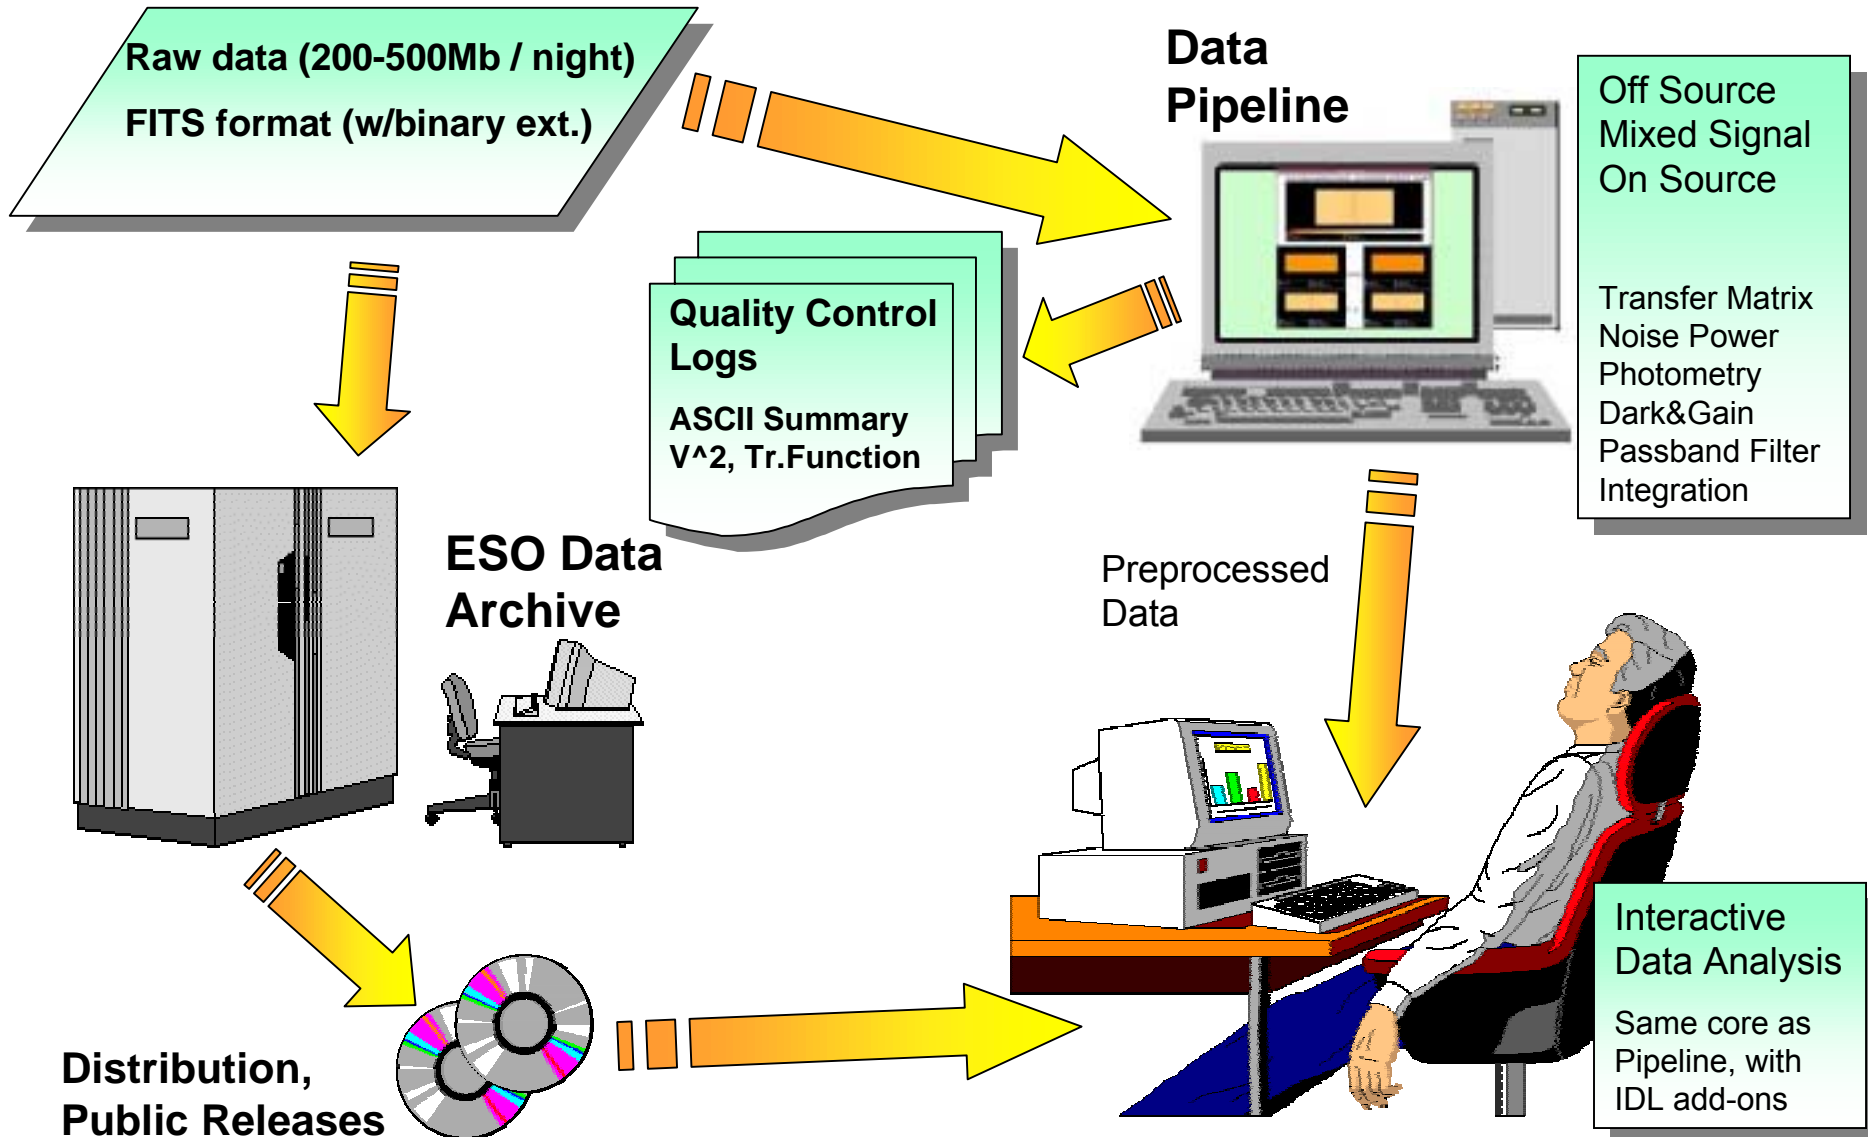 Raw data (200-500Mb / night)
FITS format (w/binary ext.)
Data
Pipeline
Off Source
Mixed Signal
On Source
Transfer Matrix
Noise Power
Photometry
Dark&Gain
Passband Filter
Integration
Quality Control
Logs
ASCII Summary
V^2, Tr.Function
ESO Data
Archive
Preprocessed
Data
Distribution,
Public Releases
Interactive
Data Analysis
Same core as
Pipeline, with
IDL add-ons